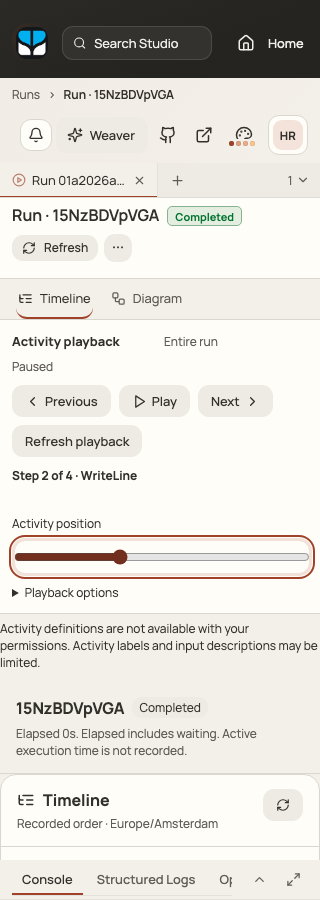 Search Studio
Home
Runs > Run · 15NzBDVpVGA
Weaver
HR
Run 01a2026a...
1
Run · 15NzBDVpVGA Completed
Refresh
Timeline Diagram
Activity playback Entire run
Paused
Previous Play Next
Refresh playback
Step 2 of 4 · WriteLine
Activity position
Playback options
Activity definitions are not available with your
permissions. Activity labels and input descriptions may be
limited.
15NzBDVpVGA Completed
Elapsed 0s. Elapsed includes waiting. Active
execution time is not recorded.
Timeline
Recorded order · Europe/Amsterdam
Console Structured Logs